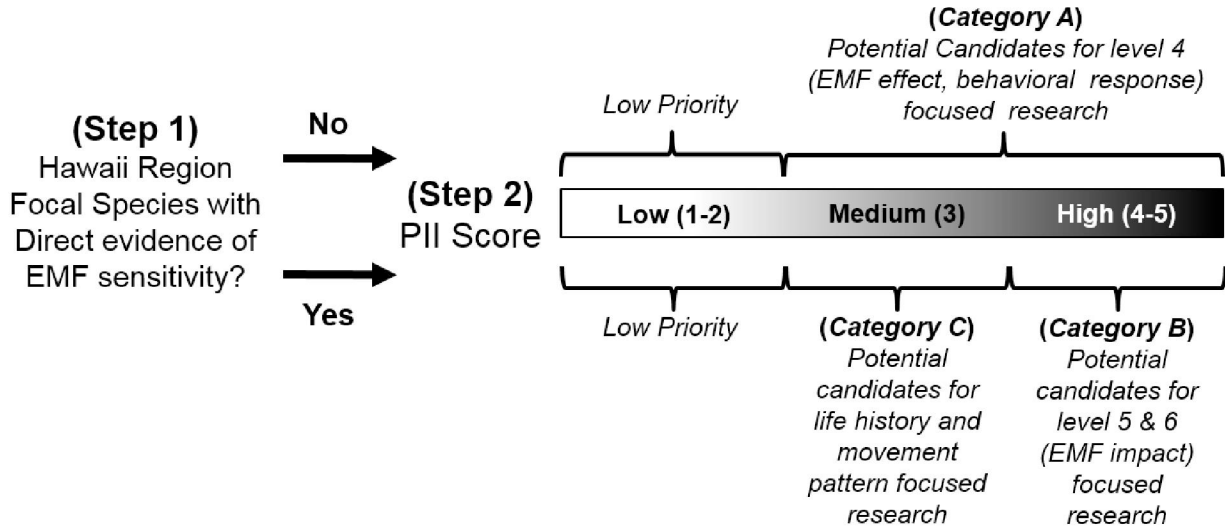 (Step 1)
Hawaii Region
Focal Species with
Direct evidence of
EMF sensitivity?
No
Yes
(Step 2)
PII Score
Low Priority
(Category A)
Potential Candidates for level 4
(EMF effect, behavioral response)
focused research
Low (1-2)
Medium (3)
High (4-5)
Low Priority
(Category C)
Potential
candidates for
life history and
movement
pattern focused
research
(Category B)
Potential
candidates for
level 5 & 6
(EMF impact)
focused
research